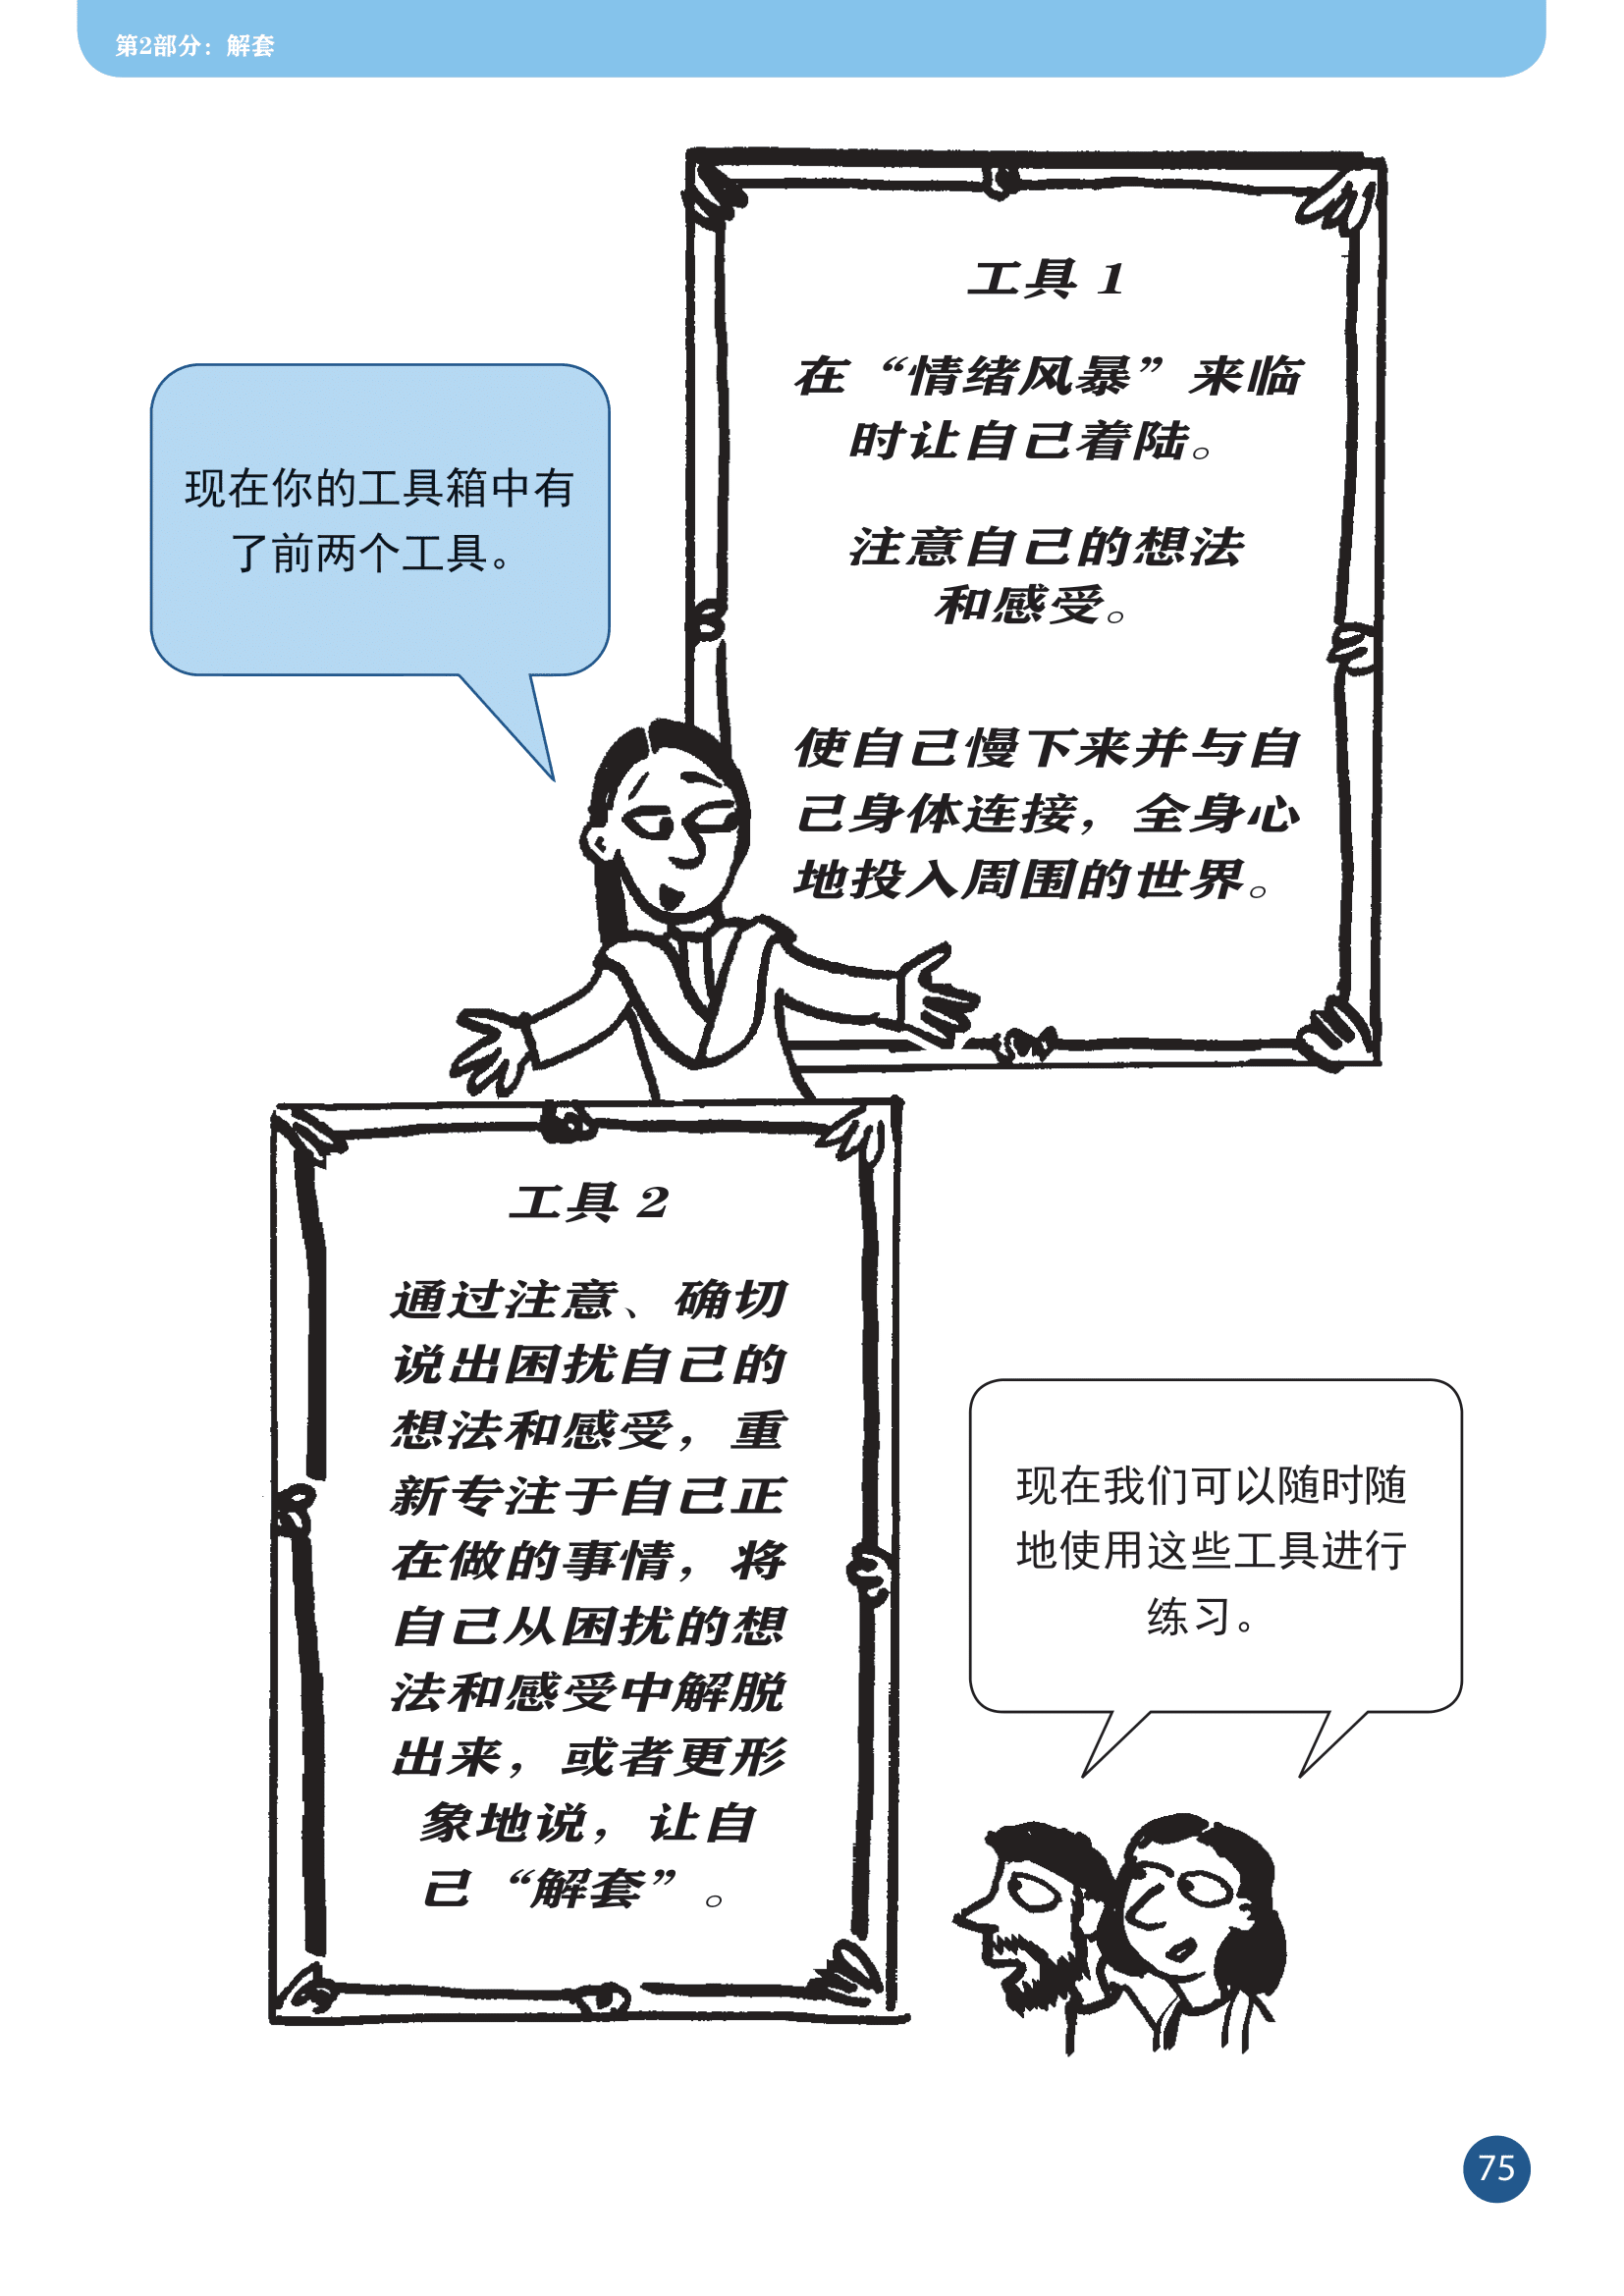 第2部分：解套
工具 1
在“情绪风暴”来临
时让自己着陆。
注意自己的想法
和感受。
使自己慢下来并与自
己身体连接，全身心
地投入周围的世界。
现在你的工具箱中有
了前两个工具。
工具 2
通过注意、确切
说出困扰自己的
想法和感受，重
新专注于自己正
在做的事情，将
自己从困扰的想
法和感受中解脱
出来，或者更形
象地说，让自
己“解套”。
现在我们可以随时随
地使用这些工具进行
练习。
75